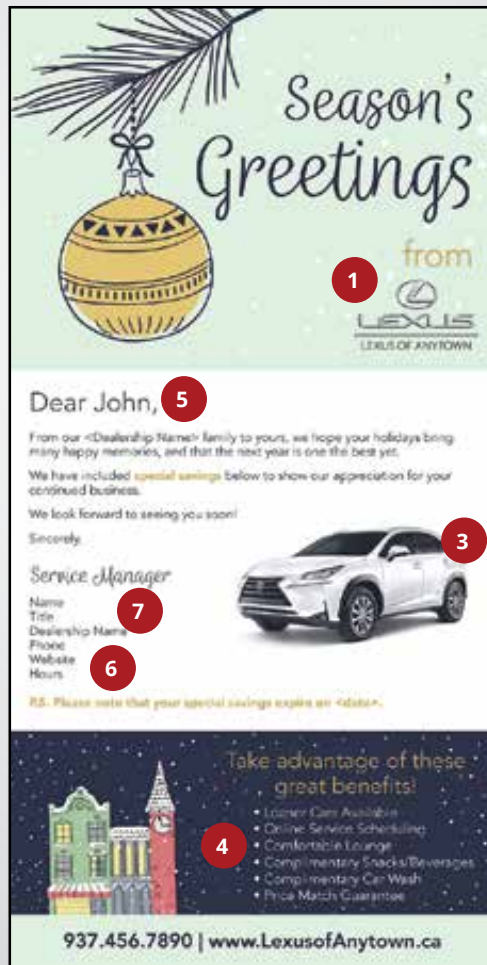 Season's
Greetings
from
1
LEXUS
LEXUS OF ANYTOWN
Dear John,
5
From our <Dealership Name> family to yours, we hope your holidays bring
many happy memories, and that the next year is one the best yet.
We have included special savings below to show our appreciation for your
continued business.
We look forward to seeing you soon!
Sincerely,
3
Service Manager
Name
Title
7
Dealership Name
Phone
Website
6
Hours
P.S. Please note that your special savings expire on <date>.
Take advantage of these
great benefits!
• Loaner Cars Available
• Online Service Scheduling
4
• Comfortable Lounge
• Complimentary Snacks/Beverages
• Complimentary Car Wash
• Price Match Guarantee
937.456.7890 | www.LexusofAnytown.ca